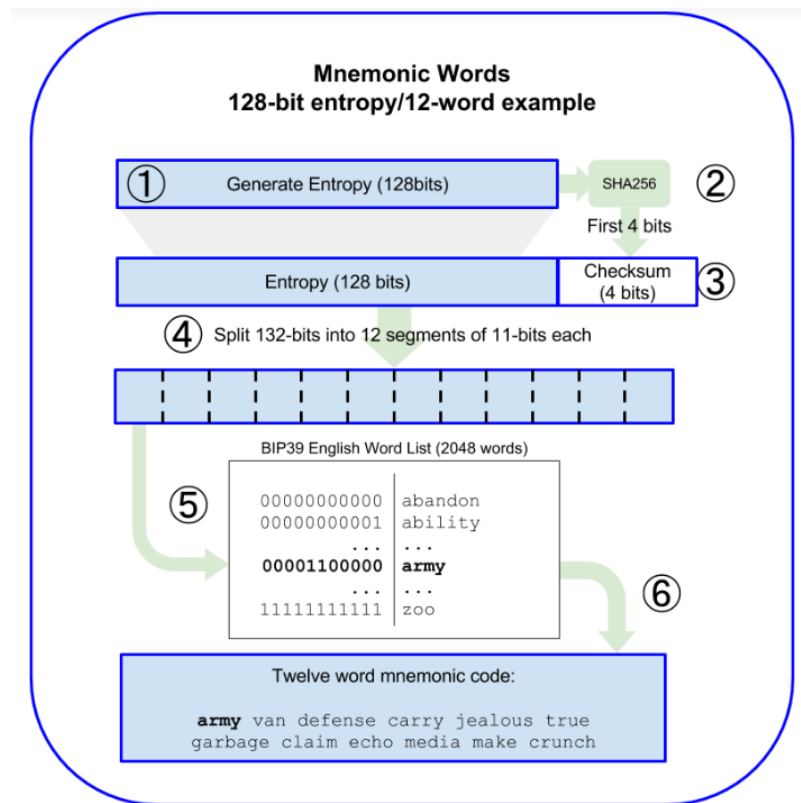 Mnemonic Words
128-bit entropy/12-word example
① Generate Entropy (128bits) SHA256 ②
First 4 bits
Entropy (128 bits) Checksum (4 bits) ③
④ Split 132-bits into 12 segments of 11-bits each
BIP39 English Word List (2048 words)
⑤
00000000000 abandon
00000000001 ability
... ...
00001100000 army
... ...
11111111111 zoo
⑥
Twelve word mnemonic code:
army van defense carry jealous true
garbage claim echo media make crunch